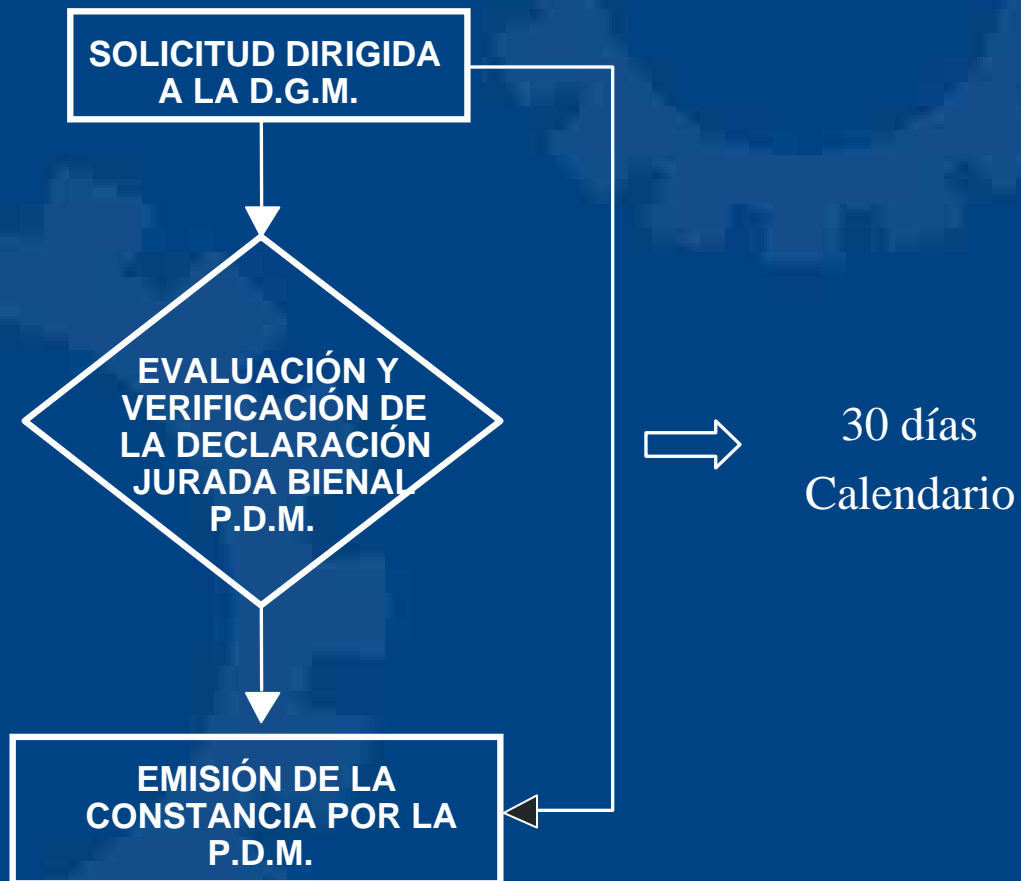 SOLICITUD DIRIGIDA
A LA D.G.M.
EVALUACIÓN Y
VERIFICACIÓN DE
LA DECLARACIÓN
JURADA BIENAL
P.D.M.
30 días
Calendario
EMISIÓN DE LA
CONSTANCIA POR LA
P.D.M.